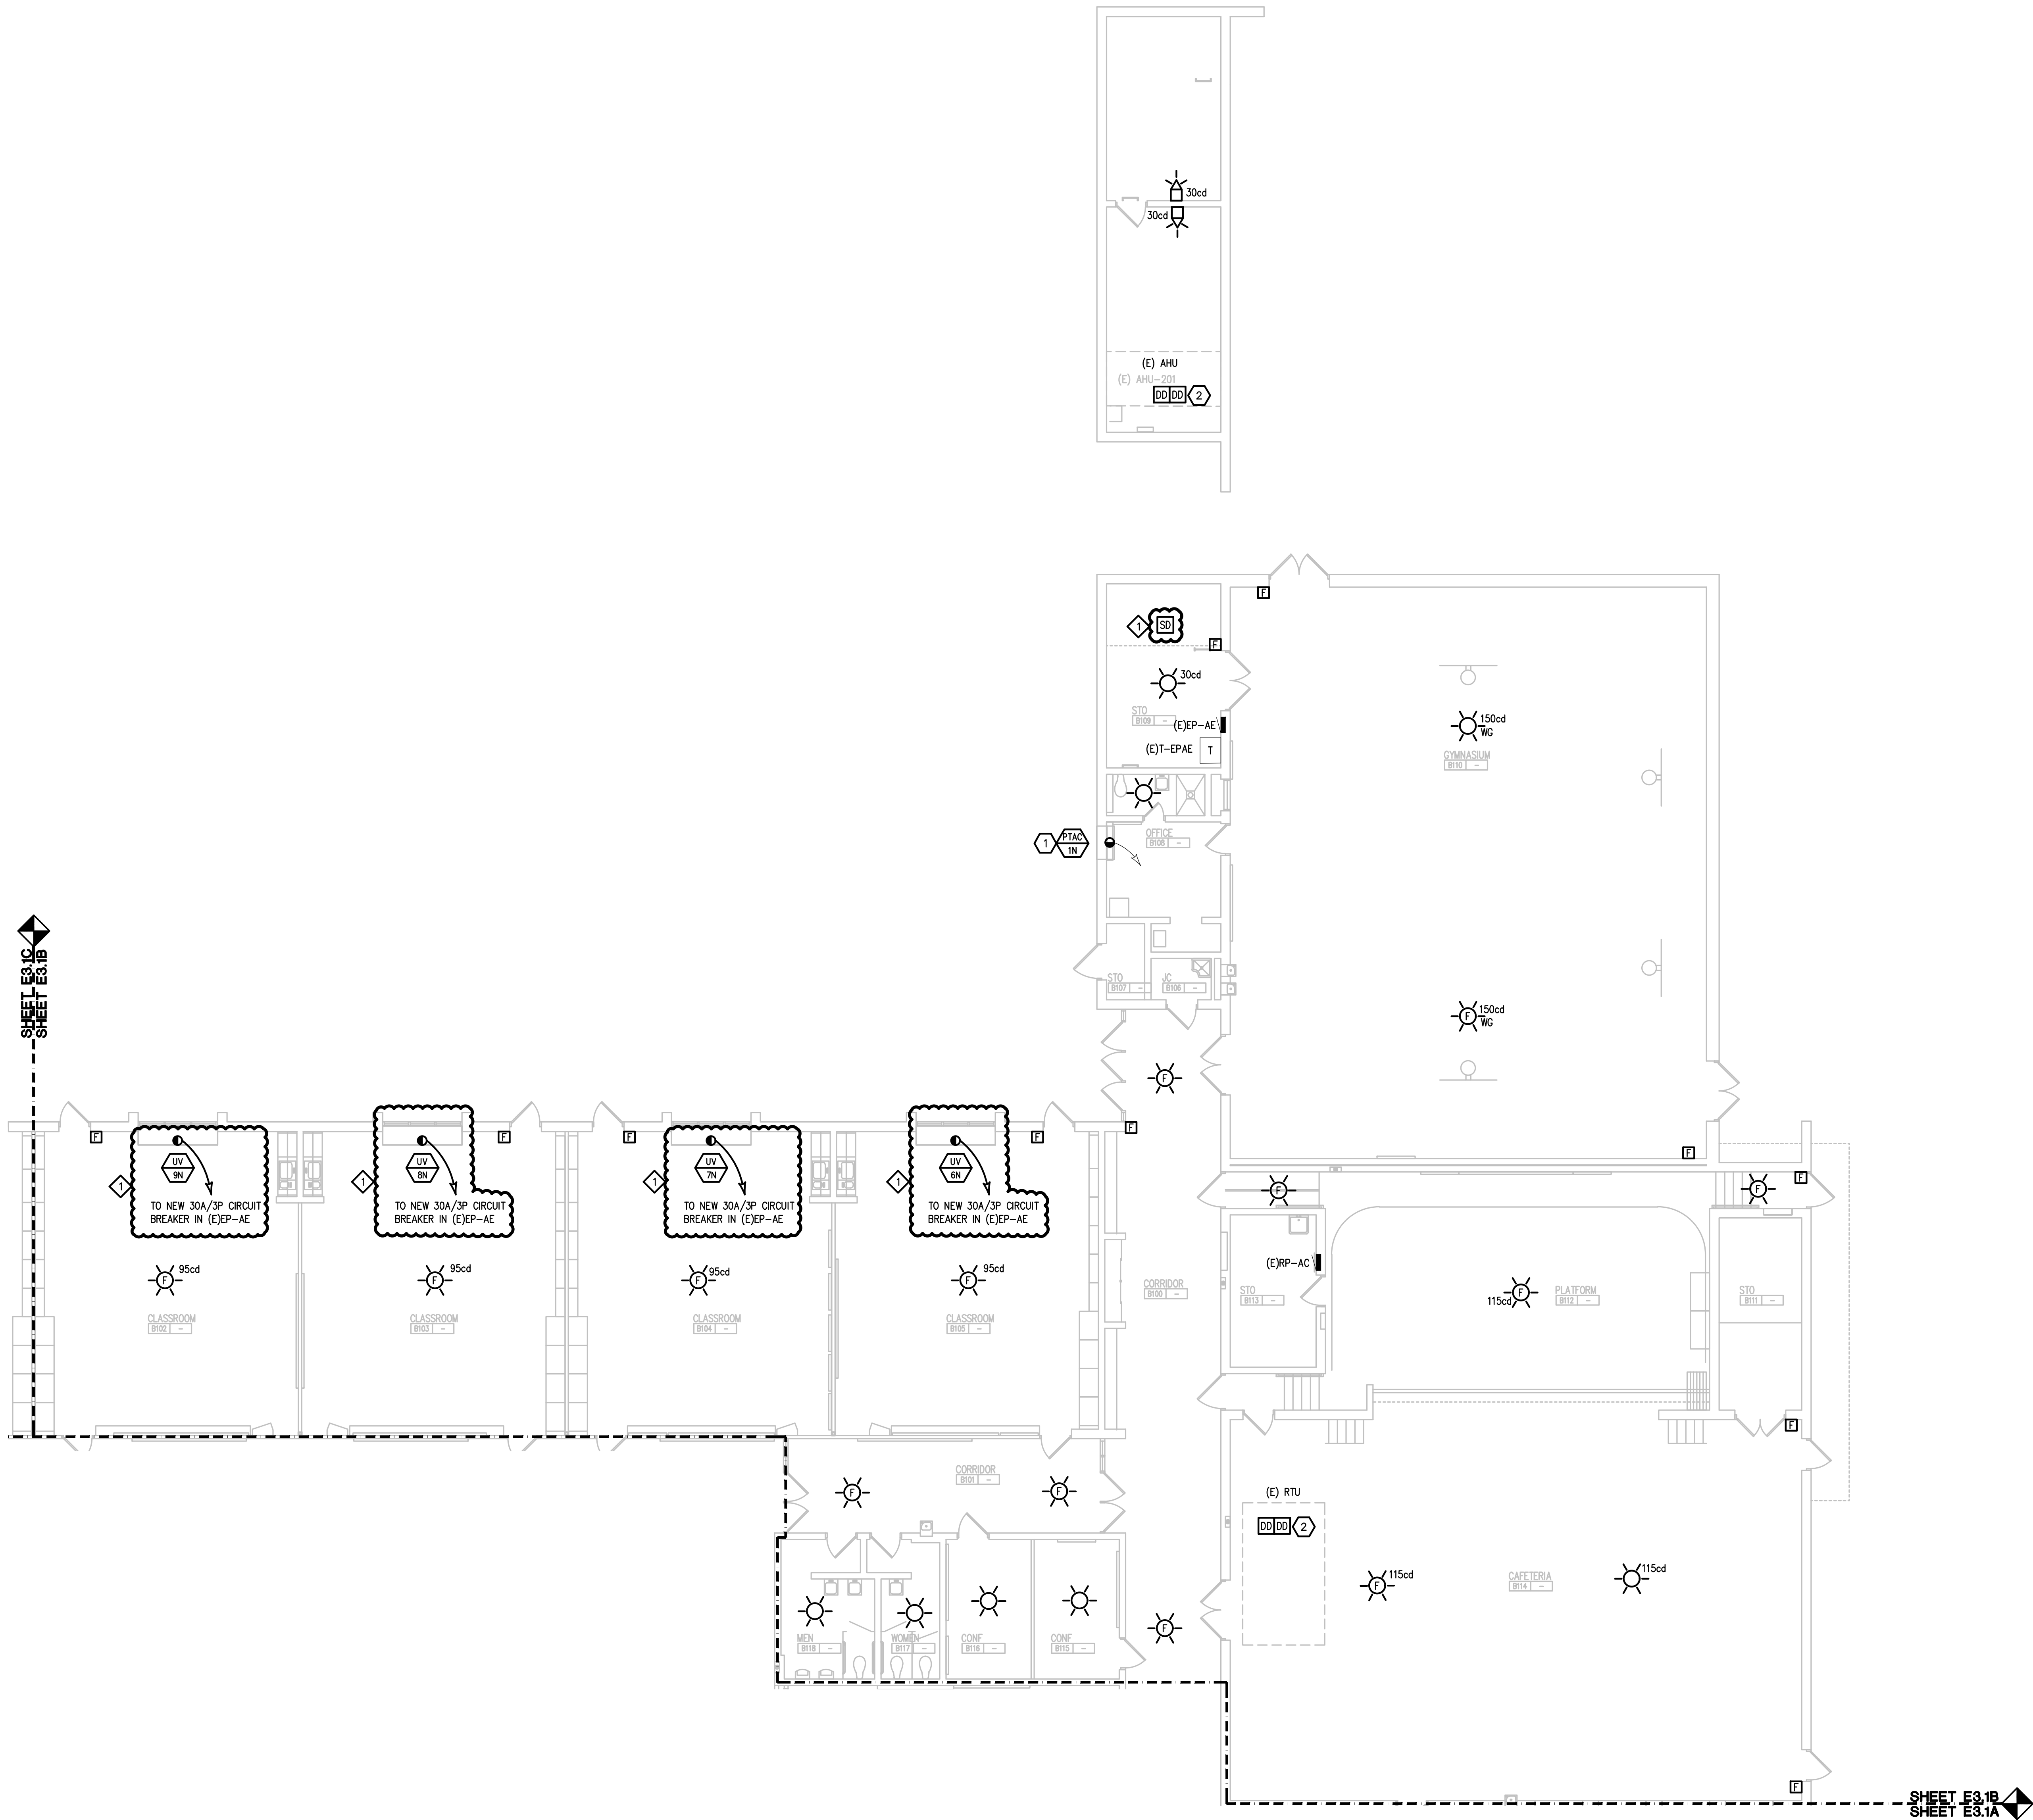 30cd
30cd
(E) AHU
(E) AHU-201
DD DD 2
F
1 SD
F
30cd
STO
B109 -
(E)EP-AE
(E)T-EPAE T
150cd
WG
GYMNASIUM
B110 -
1 PTAC
1N
OFFICE
B108 -
STO
B107 -
JC
B106 -
F 150cd
WG
F
SHEET E3.1C
SHEET E3.1B
F
F
F
F
F
F
F
1 UV
9N
TO NEW 30A/3P CIRCUIT
BREAKER IN (E)EP-AE
1 UV
8N
TO NEW 30A/3P CIRCUIT
BREAKER IN (E)EP-AE
1 UV
7N
TO NEW 30A/3P CIRCUIT
BREAKER IN (E)EP-AE
1 UV
6N
TO NEW 30A/3P CIRCUIT
BREAKER IN (E)EP-AE
F
F
F
F 95cd
CLASSROOM
B102 -
F 95cd
CLASSROOM
B103 -
F 95cd
CLASSROOM
B104 -
F 95cd
CLASSROOM
B105 -
CORRIDOR
B100 -
(E)RP-AC
STO
B113 -
F
115cd
PLATFORM
B112 -
STO
B111 -
F
CORRIDOR
B101 -
F
F
(E) RTU
DD DD 2
F 115cd
CAFETERIA
B114 -
115cd
MEN
B118 -
WOMEN
B117 -
CONF
B116 -
CONF
B115 -
F
F
SHEET E3.1B
SHEET E3.1A